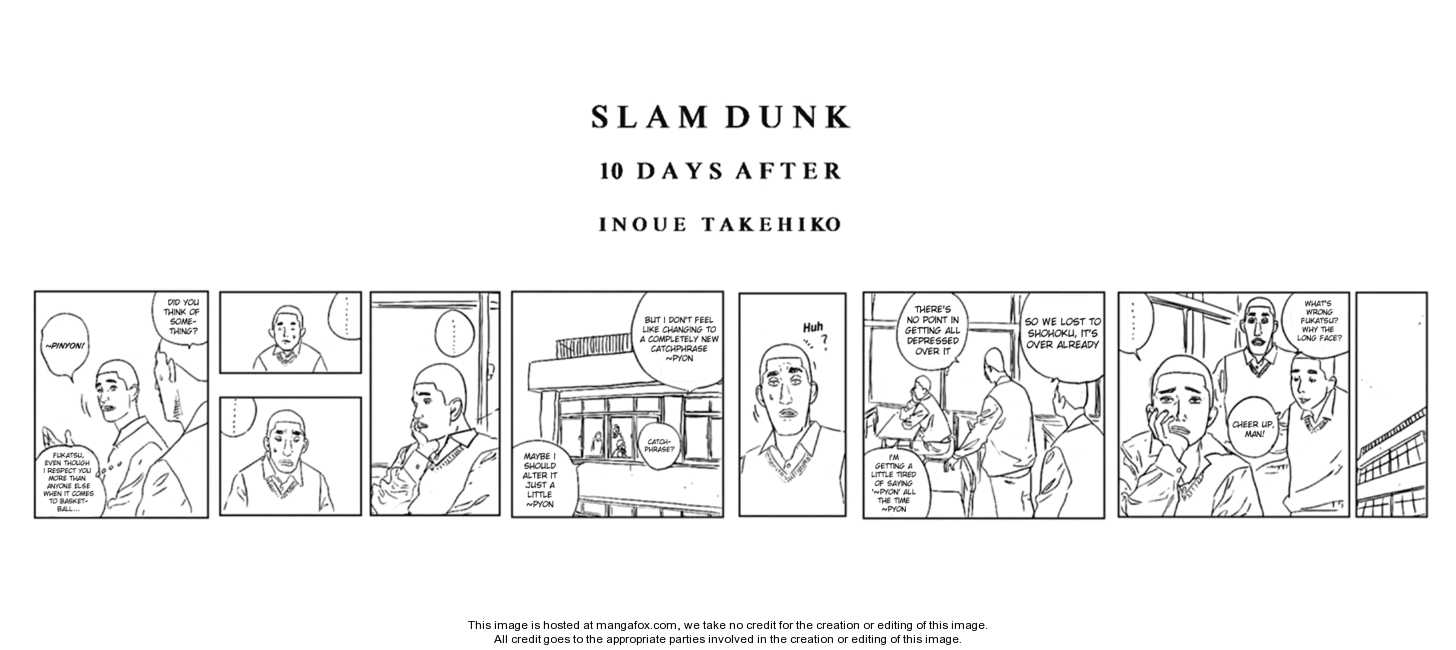 SLAM DUNK
10 DAYS AFTER
INOUE TAKEHIKO
WHAT'S
WRONG
FUKATSU?
WHY THE
LONG FACE?
CHEER UP,
MAN!
SO WE LOST TO
SHOHOKU, IT'S
OVER ALREADY
THERE'S
NO POINT IN
GETTING ALL
DEPRESSED
OVER IT
I'M
GETTING A
LITTLE TIRED
OF SAYING
'~PYON' ALL
THE TIME
~PYON
Huh
?
BUT I DON'T FEEL
LIKE CHANGING TO
A COMPLETELY NEW
CATCHPHRASE
~PYON
CATCH-
PHRASE?
MAYBE I
SHOULD
ALTER IT
JUST A
LITTLE
~PYON
DID YOU
THINK OF
SOME-
THING?
~PINYON!
FUKATSU,
EVEN THOUGH
I RESPECT YOU
MORE THAN
ANYONE ELSE
WHEN IT COMES
TO BASKET-
BALL...
This image is hosted at mangafox.com, we take no credit for the creation or editing of this image.
All credit goes to the appropriate parties involved in the creation or editing of this image.